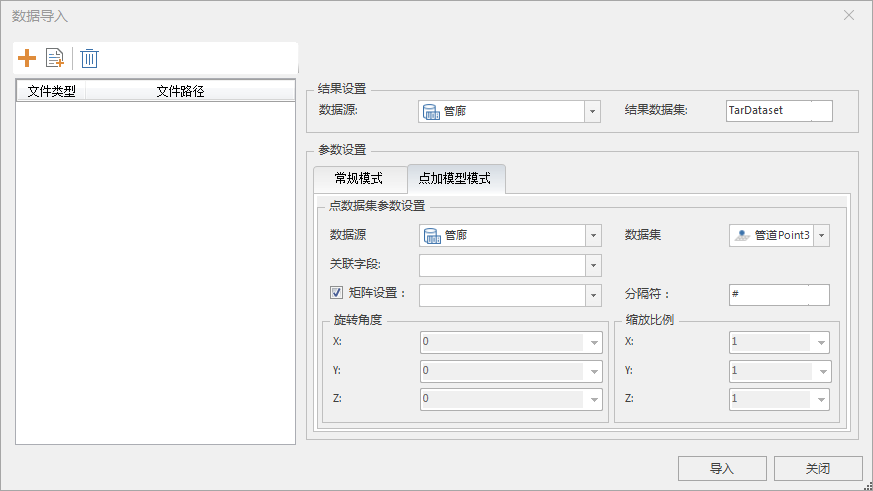 数据导入
文件类型 文件路径
结果设置
数据源: 管廊 结果数据集: TarDataset
参数设置
常规模式 点加模型模式
点数据集参数设置
数据源 管廊 数据集 管道Point3
关联字段:
矩阵设置： 分隔符： #
旋转角度 缩放比例
X: 0 X: 1
Y: 0 Y: 1
Z: 0 Z: 1
导入 关闭